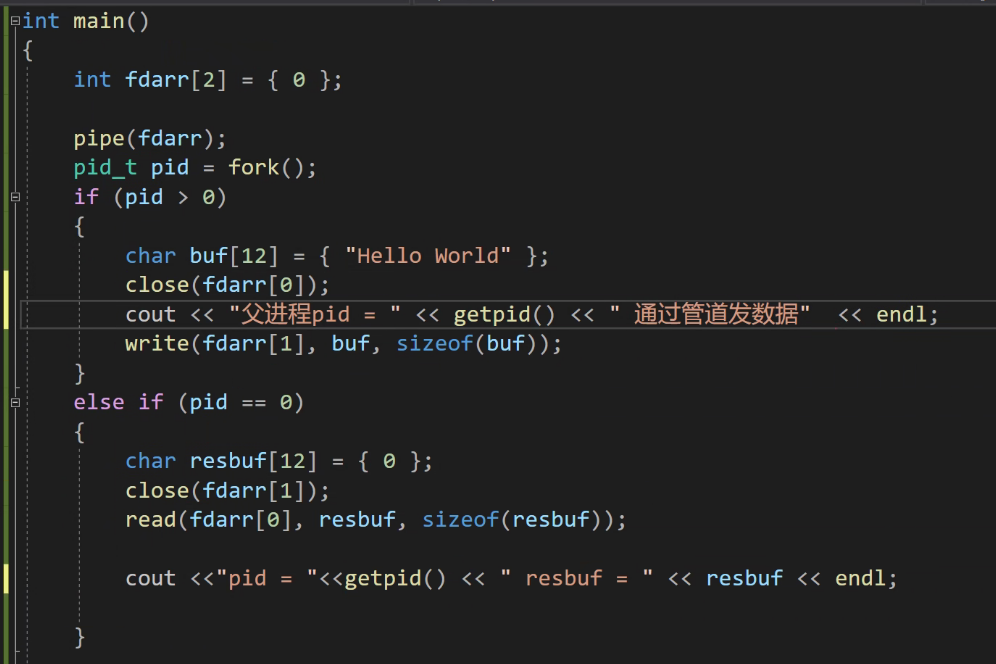 int main()
{
    int fdarr[2] = { 0 };

    pipe(fdarr);
    pid_t pid = fork();
    if (pid > 0)
    {
        char buf[12] = { "Hello World" };
        close(fdarr[0]);
        cout << "父进程pid = " << getpid() << " 通过管道发数据"  << endl;
        write(fdarr[1], buf, sizeof(buf));
    }
    else if (pid == 0)
    {
        char resbuf[12] = { 0 };
        close(fdarr[1]);
        read(fdarr[0], resbuf, sizeof(resbuf));

        cout <<"pid = "<<getpid() << " resbuf = " << resbuf << endl;

    }